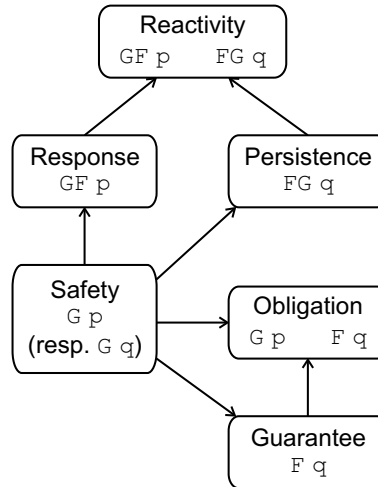 Reactivity
GF p FG q
Response
GF p
Persistence
FG q
Safety
G p
(resp. G q)
Obligation
G p F q
Guarantee
F q